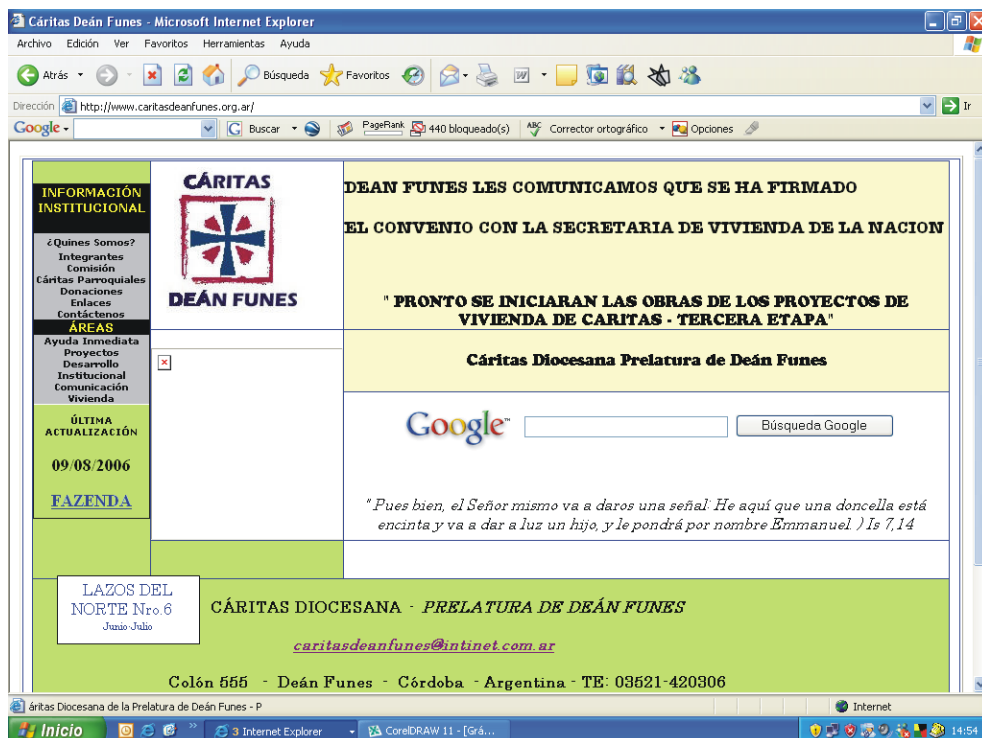 Cáritas Deán Funes - Microsoft Internet Explorer
Archivo Edición Ver Favoritos Herramientas Ayuda
Atrás Búsqueda Favoritos
Dirección http://www.caritasdeanfunes.org.ar/ Ir
Google Buscar PageRank 440 bloqueado(s) ABC Corrector ortográfico Opciones
INFORMACIÓN
INSTITUCIONAL
¿Quines Somos?
Integrantes
Comisión
Cáritas Parroquiales
Donaciones
Enlaces
Contáctenos
ÁREAS
Ayuda Inmediata
Proyectos
Desarrollo
Institucional
Comunicación
Vivienda
ÚLTIMA
ACTUALIZACIÓN
09/08/2006
FAZENDA
CÁRITAS
DEÁN FUNES
DEAN FUNES LES COMUNICAMOS QUE SE HA FIRMADO
EL CONVENIO CON LA SECRETARIA DE VIVIENDA DE LA NACION
" PRONTO SE INICIARAN LAS OBRAS DE LOS PROYECTOS DE
VIVIENDA DE CARITAS - TERCERA ETAPA"
Cáritas Diocesana Prelatura de Deán Funes
Google™ Búsqueda Google
" Pues bien, el Señor mismo va a daros una señal: He aquí que una doncella está
encinta y va a dar a luz un hijo, y le pondrá por nombre Emmanuel. ) Is 7,14
LAZOS DEL
NORTE Nro.6
Junio-Julio
CÁRITAS DIOCESANA - PRELATURA DE DEÁN FUNES
caritasdeanfunes@intinet.com.ar
Colón 555 - Deán Funes - Córdoba - Argentina - TE: 03521-420306
áritas Diocesana de la Prelatura de Deán Funes - P Internet
Inicio 3 Internet Explorer CorelDRAW 11 - [Grá... 14:54